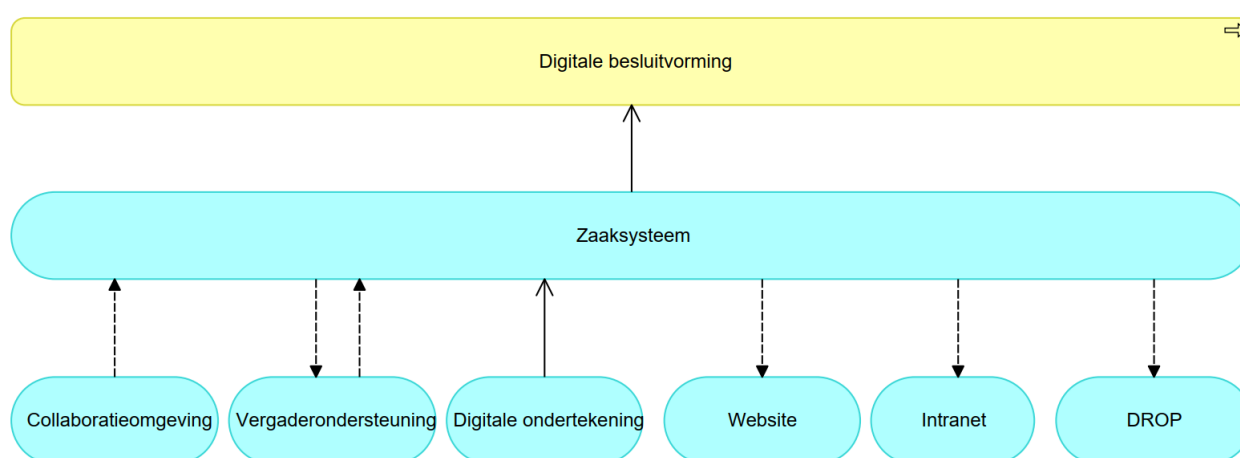 Digitale besluitvorming
Zaaksysteem
Collaboratieomgeving
Vergaderondersteuning
Digitale ondertekening
Website
Intranet
DROP